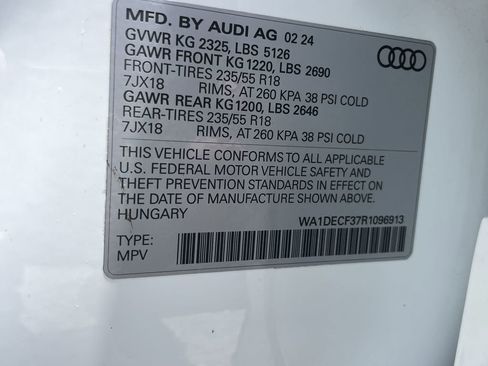 MFD. BY AUDI AG 02 24
GVWR KG 2325, LBS 5126
GAWR FRONT KG 1220, LBS 2690
FRONT-TIRES 235/55 R18
7JX18 RIMS, AT 260 KPA 38 PSI COLD
GAWR REAR KG1200, LBS 2646
REAR-TIRES 235/55 R18
7JX18 RIMS, AT 260 KPA 38 PSI COLD
THIS VEHICLE CONFORMS TO ALL APPLICABLE
U.S. FEDERAL MOTOR VEHICLE SAFETY AND
THEFT PREVENTION STANDARDS IN EFFECT ON
THE DATE OF MANUFACTURE SHOWN ABOVE.
HUNGARY WA1DECF37R1096913
TYPE:
MPV